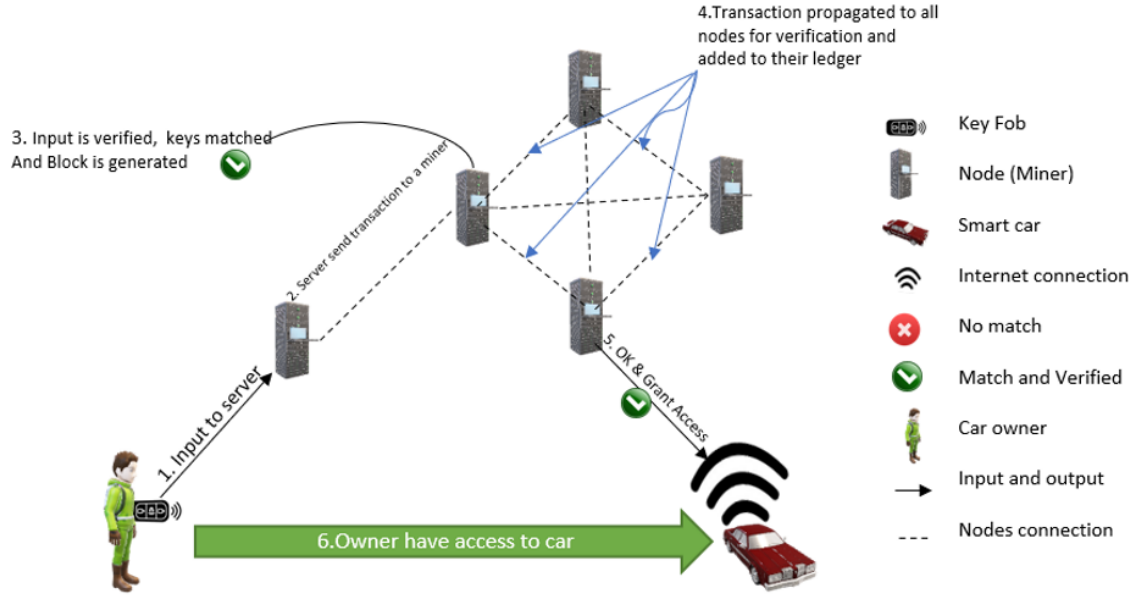 4.Transaction propagated to all
nodes for verification and
added to their ledger
3. Input is verified, keys matched
And Block is generated
2. Server send transaction to a miner
1. Input to server
5. OK & Grant Access
6.Owner have access to car
Key Fob
Node (Miner)
Smart car
Internet connection
No match
Match and Verified
Car owner
Input and output
Nodes connection